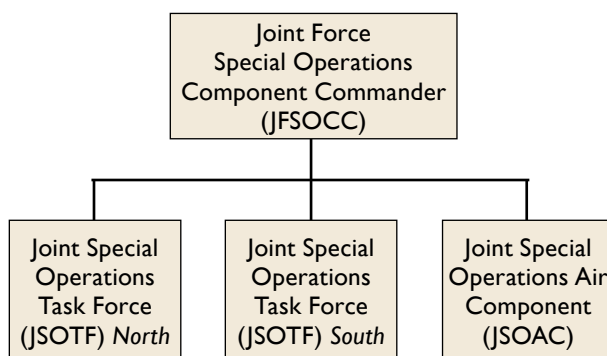 Joint Force
Special Operations
Component Commander
(JFSOCC)
Joint Special
Operations
Task Force
(JSOTF) North
Joint Special
Operations
Task Force
(JSOTF) South
Joint Special
Operations Air
Component
(JSOAC)